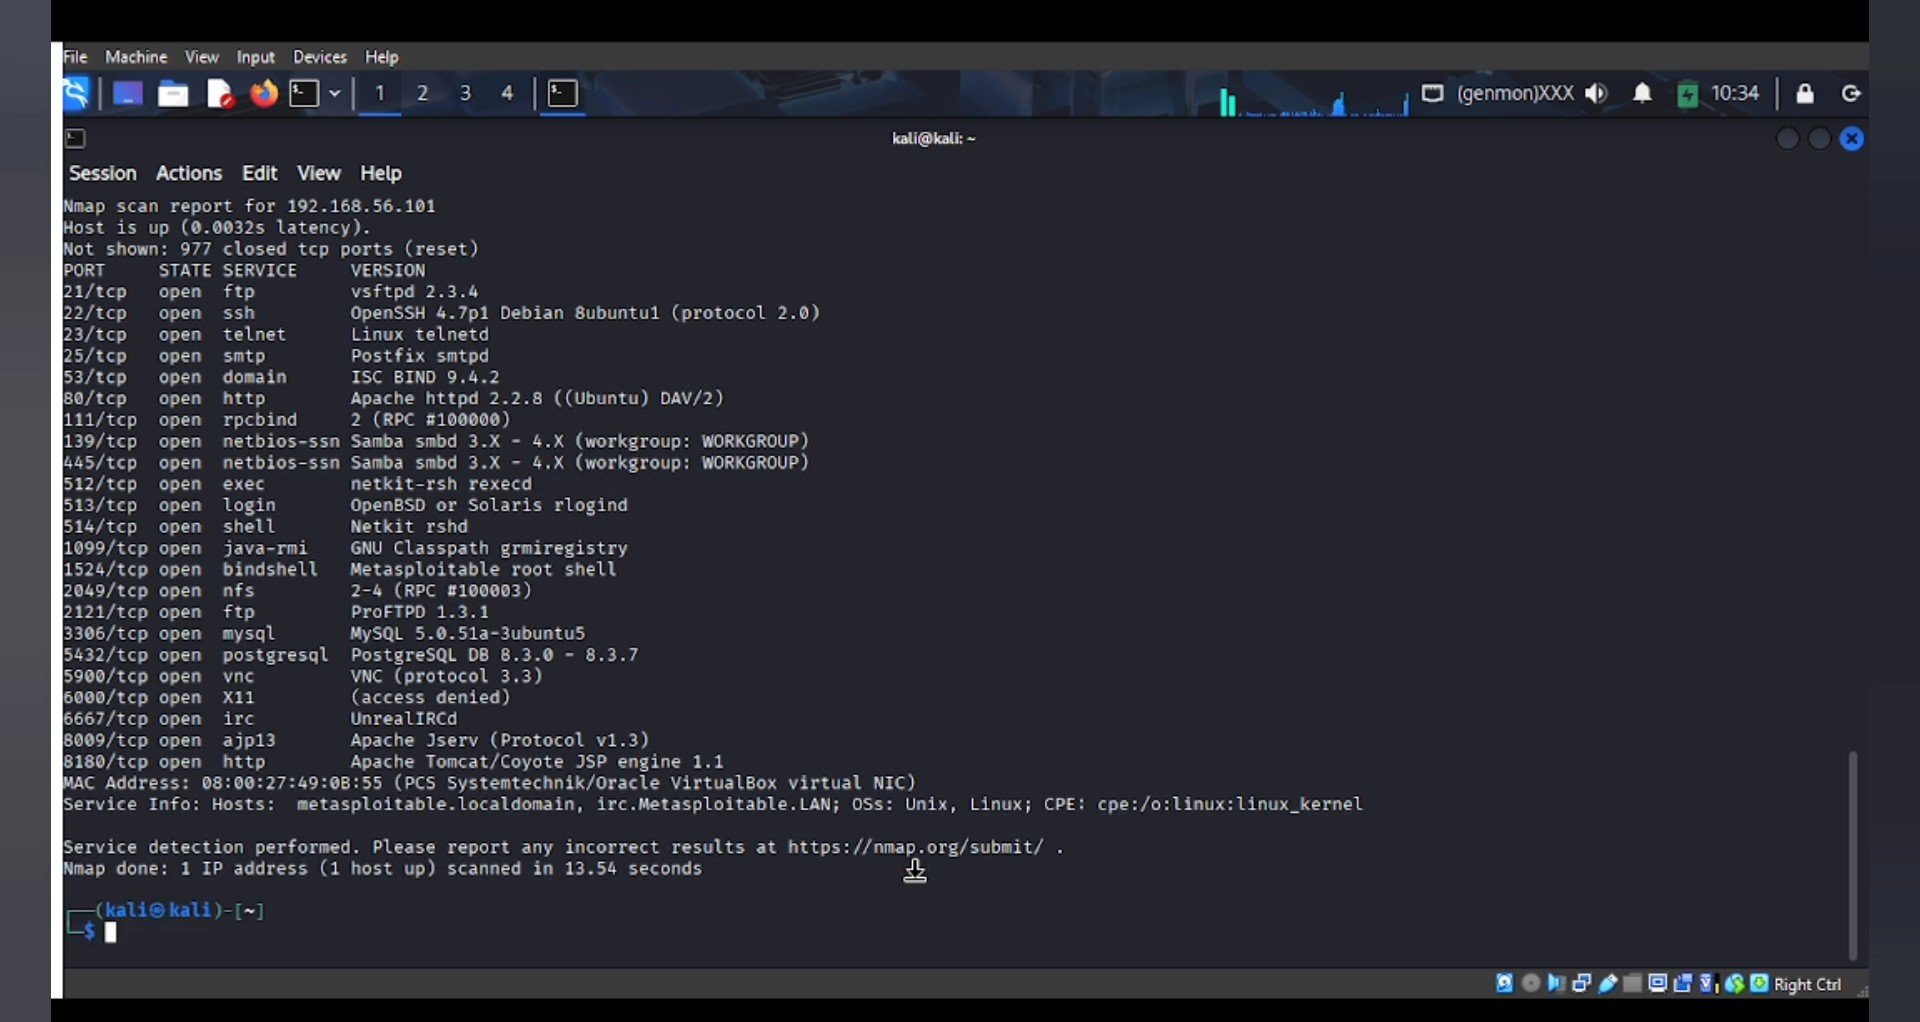 File Machine View Input Devices Help
1 2 3 4 (genmon)XXX 10:34
kali@kali: ~
Session Actions Edit View Help
Nmap scan report for 192.168.56.101
Host is up (0.0032s latency).
Not shown: 977 closed tcp ports (reset)
PORT     STATE SERVICE     VERSION
21/tcp   open  ftp         vsftpd 2.3.4
22/tcp   open  ssh         OpenSSH 4.7p1 Debian 8ubuntu1 (protocol 2.0)
23/tcp   open  telnet      Linux telnetd
25/tcp   open  smtp        Postfix smtpd
53/tcp   open  domain      ISC BIND 9.4.2
80/tcp   open  http        Apache httpd 2.2.8 ((Ubuntu) DAV/2)
111/tcp  open  rpcbind     2 (RPC #100000)
139/tcp  open  netbios-ssn Samba smbd 3.X - 4.X (workgroup: WORKGROUP)
445/tcp  open  netbios-ssn Samba smbd 3.X - 4.X (workgroup: WORKGROUP)
512/tcp  open  exec        netkit-rsh rexecd
513/tcp  open  login       OpenBSD or Solaris rlogind
514/tcp  open  shell       Netkit rshd
1099/tcp open  java-rmi    GNU Classpath grmiregistry
1524/tcp open  bindshell   Metasploitable root shell
2049/tcp open  nfs         2-4 (RPC #100003)
2121/tcp open  ftp         ProFTPD 1.3.1
3306/tcp open  mysql       MySQL 5.0.51a-3ubuntu5
5432/tcp open  postgresql  PostgreSQL DB 8.3.0 - 8.3.7
5900/tcp open  vnc         VNC (protocol 3.3)
6000/tcp open  X11         (access denied)
6667/tcp open  irc         UnrealIRCd
8009/tcp open  ajp13       Apache Jserv (Protocol v1.3)
8180/tcp open  http        Apache Tomcat/Coyote JSP engine 1.1
MAC Address: 08:00:27:49:0B:55 (PCS Systemtechnik/Oracle VirtualBox virtual NIC)
Service Info: Hosts:  metasploitable.localdomain, irc.Metasploitable.LAN; OSs: Unix, Linux; CPE: cpe:/o:linux:linux_kernel
Service detection performed. Please report any incorrect results at https://nmap.org/submit/ .
Nmap done: 1 IP address (1 host up) scanned in 13.54 seconds
┌──(kali㉿kali)-[~]
└─$
Right Ctrl